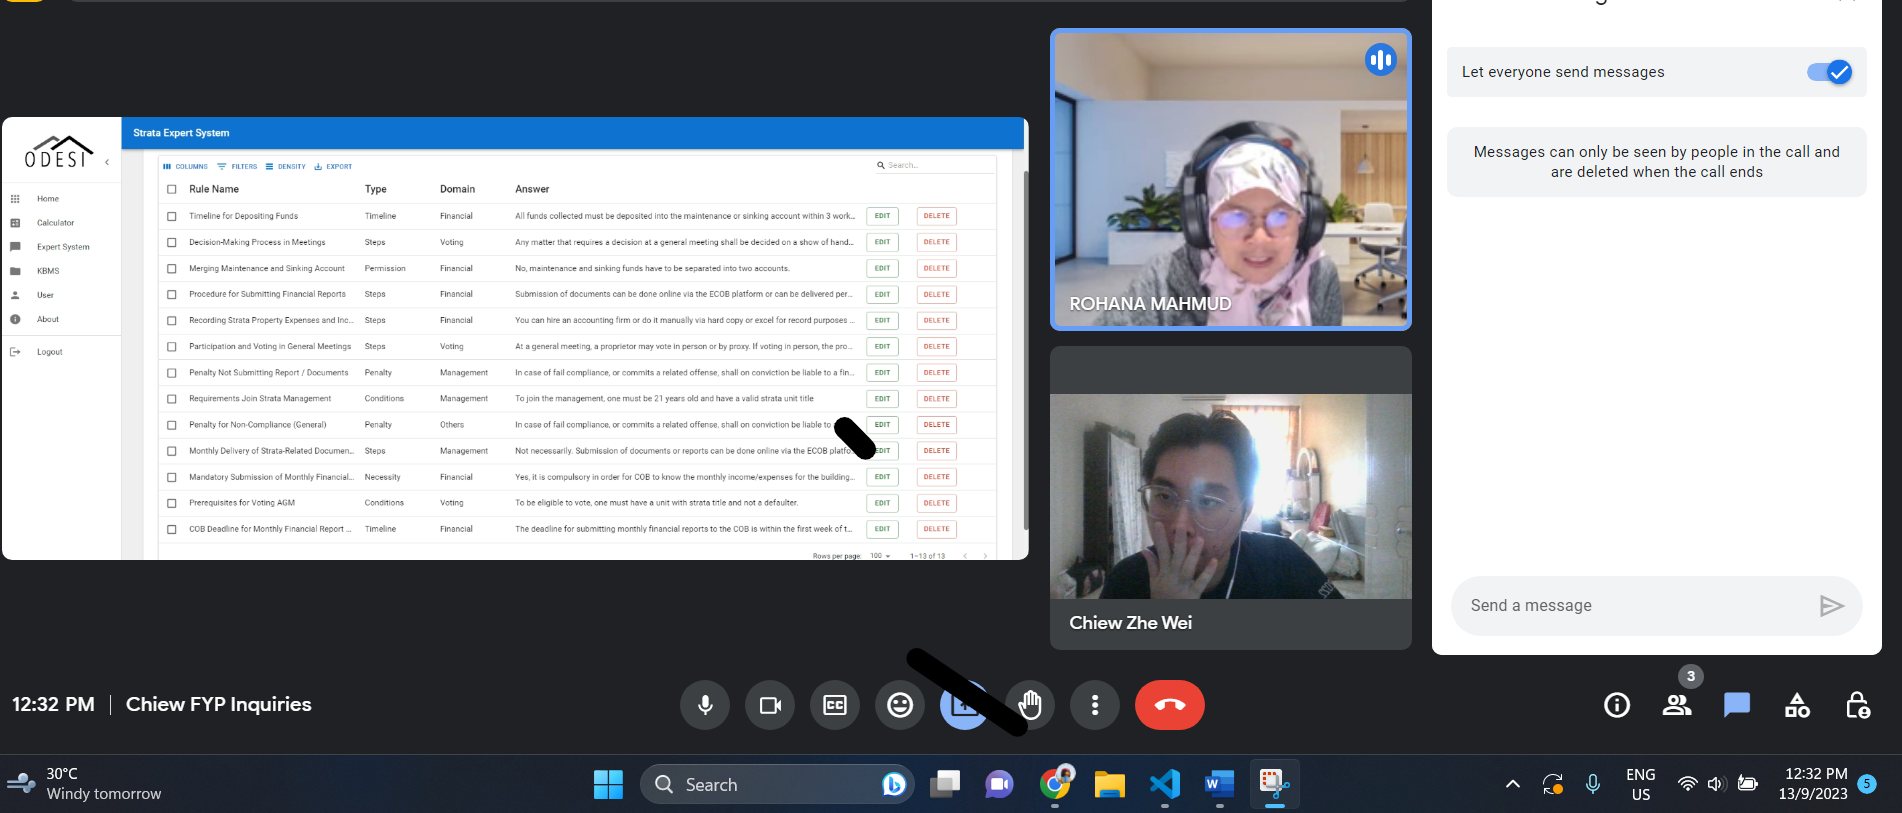 Let everyone send messages
Messages can only be seen by people in the call and
are deleted when the call ends
Send a message
ODESI
Strata Expert System
Home
Calculator
Expert System
KBMS
User
About
Logout
COLUMNS FILTERS DENSITY EXPORT Search...
Rule Name Type Domain Answer
Timeline for Depositing Funds Timeline Financial All funds collected must be deposited into the maintenance or sinking account within 3 work... EDIT DELETE
Decision-Making Process in Meetings Steps Voting Any matter that requires a decision at a general meeting shall be decided on a show of hand... EDIT DELETE
Merging Maintenance and Sinking Account Permission Financial No, maintenance and sinking funds have to be separated into two accounts. EDIT DELETE
Procedure for Submitting Financial Reports Steps Financial Submission of documents can be done online via the ECOB platform or can be delivered per... EDIT DELETE
Recording Strata Property Expenses and Inc... Steps Financial You can hire an accounting firm or do it manually via hard copy or excel for record purposes ... EDIT DELETE
Participation and Voting in General Meetings Steps Voting At a general meeting, a proprietor may vote in person or by proxy. If voting in person, the pro... EDIT DELETE
Penalty Not Submitting Report / Documents Penalty Management In case of fail compliance, or commits a related offense, shall on conviction be liable to a fin... EDIT DELETE
Requirements Join Strata Management Conditions Management To join the management, one must be 21 years old and have a valid strata unit title EDIT DELETE
Penalty for Non-Compliance (General) Penalty Others In case of fail compliance, or commits a related offense, shall on conviction be liable to EDIT DELETE
Monthly Delivery of Strata-Related Documen... Steps Management Not necessarily. Submission of documents or reports can be done online via the ECOB platfo... EDIT DELETE
Mandatory Submission of Monthly Financial... Necessity Financial Yes, it is compulsory in order for COB to know the monthly income/expenses for the building... EDIT DELETE
Prerequisites for Voting AGM Conditions Voting To be eligible to vote, one must have a unit with strata title and not a defaulter. EDIT DELETE
COB Deadline for Monthly Financial Report ... Timeline Financial The deadline for submitting monthly financial reports to the COB is within the first week of t... EDIT DELETE
Rows per page: 100 1–13 of 13
ROHANA MAHMUD
Chiew Zhe Wei
12:32 PM | Chiew FYP Inquiries
CC
3
30°C
Windy tomorrow
Search
ENG
US
12:32 PM
13/9/2023
5